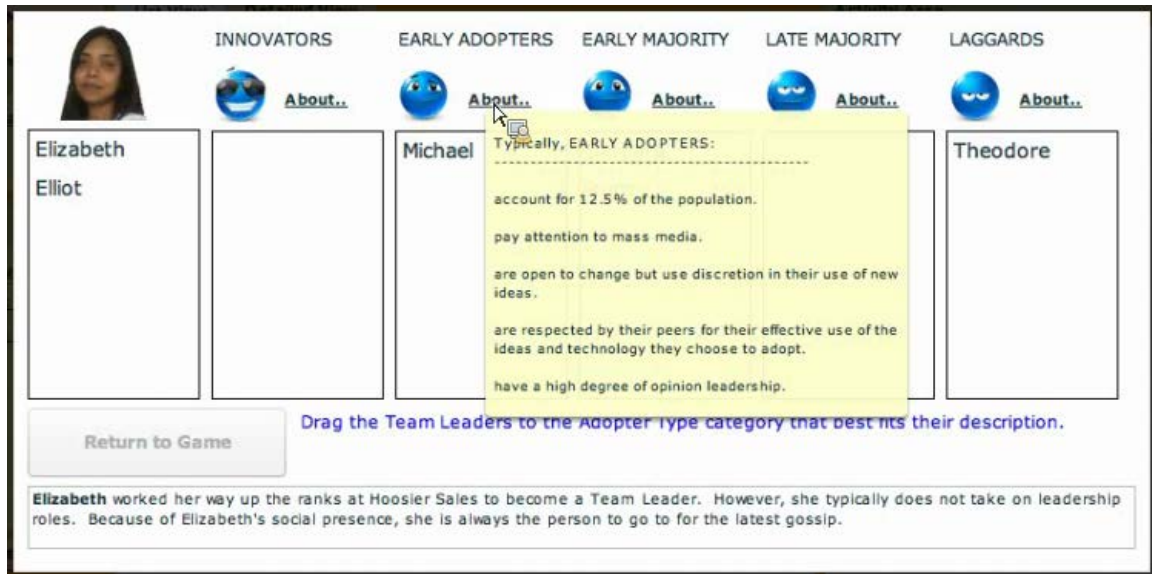 INNOVATORS EARLY ADOPTERS EARLY MAJORITY LATE MAJORITY LAGGARDS
About.. About.. About.. About.. About..
Elizabeth
Elliot
Michael
Theodore
Typically, EARLY ADOPTERS:
account for 12.5% of the population.
pay attention to mass media.
are open to change but use discretion in their use of new
ideas.
are respected by their peers for their effective use of the
ideas and technology they choose to adopt.
have a high degree of opinion leadership.
Drag the Team Leaders to the Adopter Type category that best fits their description.
Return to Game
Elizabeth worked her way up the ranks at Hoosier Sales to become a Team Leader. However, she typically does not take on leadership
roles. Because of Elizabeth's social presence, she is always the person to go to for the latest gossip.